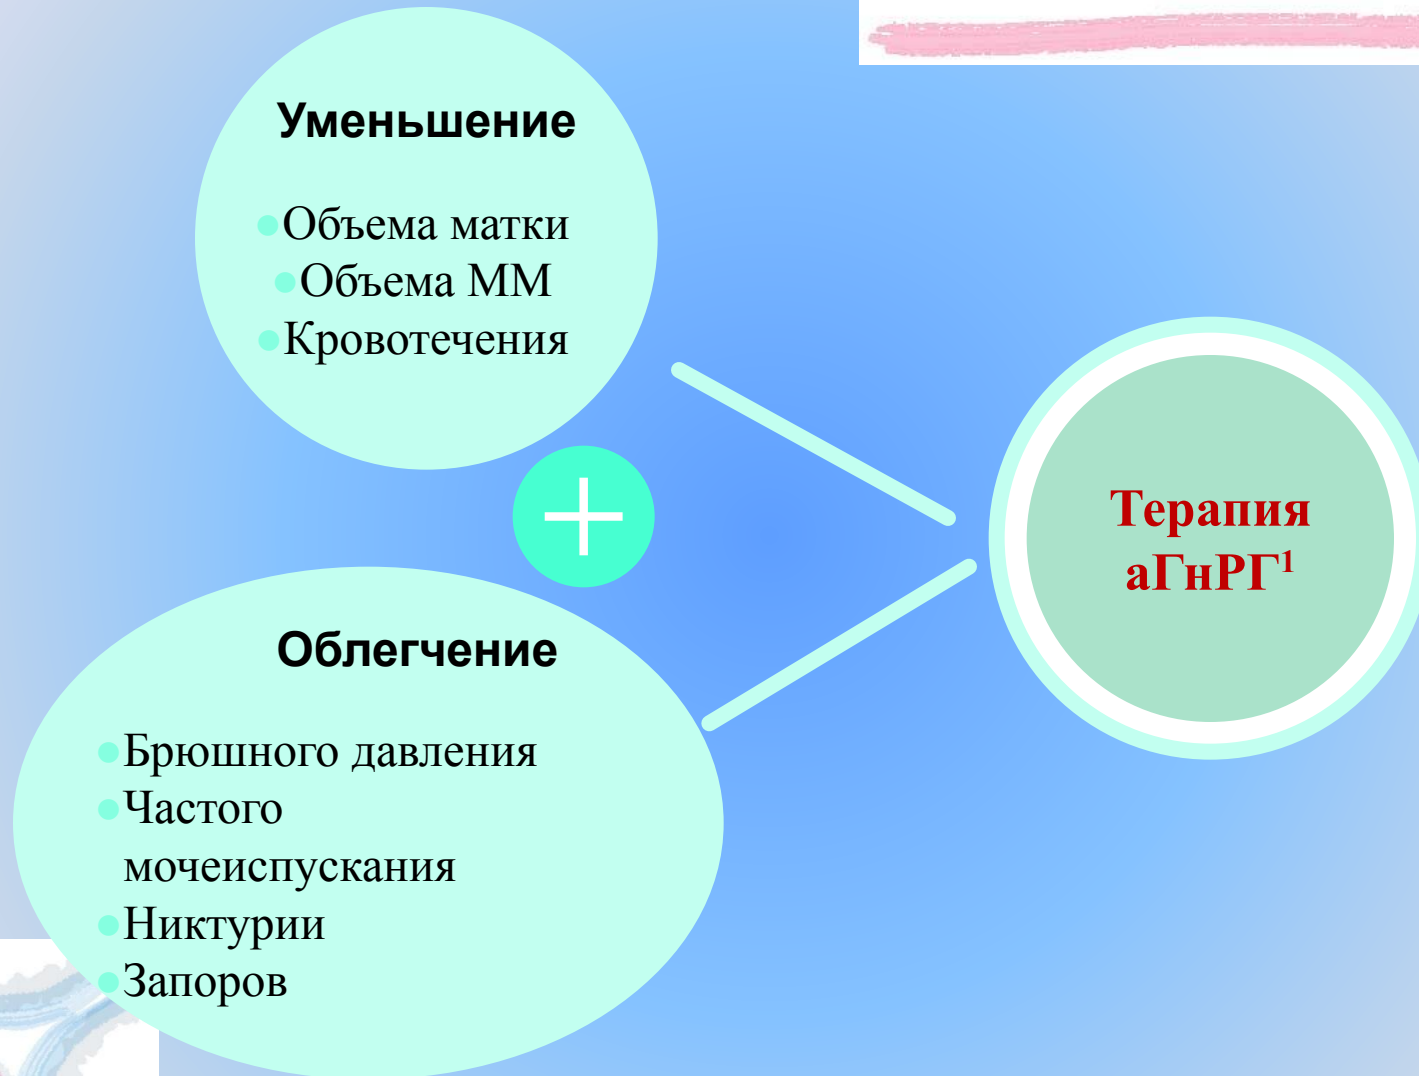 Уменьшение
●Объема матки
●Объема ММ
●Кровотечения
Облегчение
●Брюшного давления
●Частого
мочеиспускания
●Никтурии
●Запоров
Терапия
аГнРГ¹